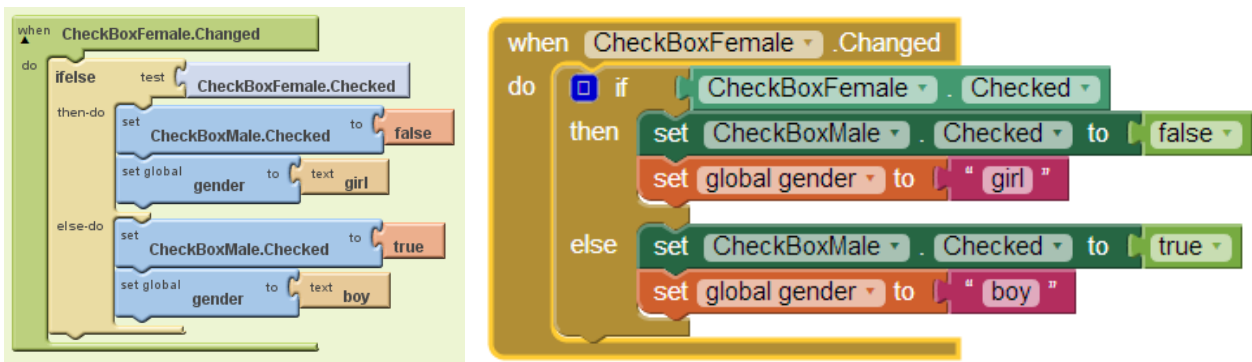 when CheckBoxFemale.Changed
do
ifelse test CheckBoxFemale.Checked
then-do
set CheckBoxMale.Checked to false
set global gender to text girl
else-do
set CheckBoxMale.Checked to true
set global gender to text boy
when CheckBoxFemale .Changed
do if CheckBoxFemale . Checked
then set CheckBoxMale . Checked to false
set global gender to " girl "
else set CheckBoxMale . Checked to true
set global gender to " boy "